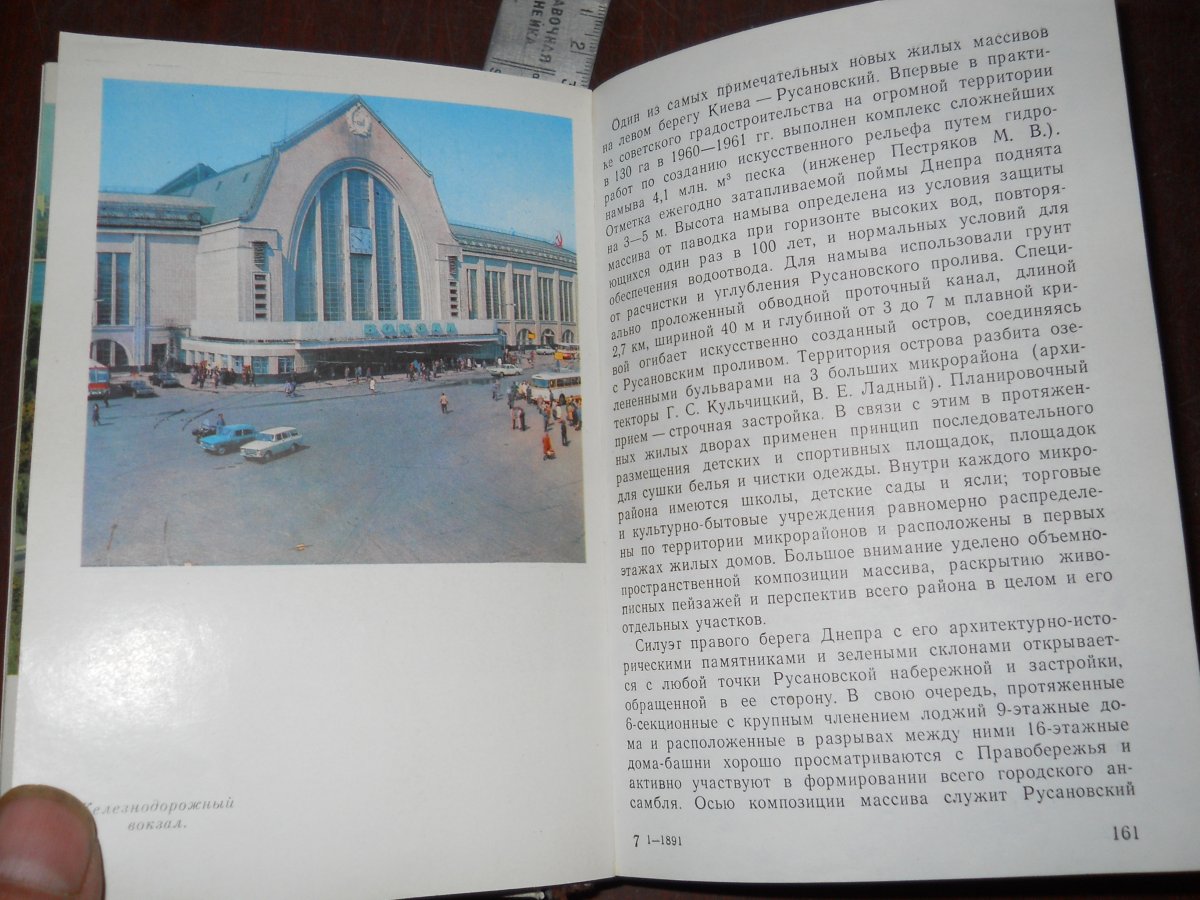 ВОКЗАЛ
Железнодорожный
вокзал.
АВОЧНАЯ
НЕЙКА
1
2
3
Один из самых примечательных новых жилых массивов
на левом берегу Киева — Русановский. Впервые в практи-
ке советского градостроительства на огромной территории
в 130 га в 1960—1961 гг. выполнен комплекс сложнейших
работ по созданию искусственного рельефа путем гидро-
намыва 4,1 млн. м³ песка (инженер Пестряков М. В.).
Отметка ежегодно затапливаемой поймы Днепра поднята
на 3—5 м. Высота намыва определена из условия защиты
массива от паводка при горизонте высоких вод, повторя-
ющихся один раз в 100 лет, и нормальных условий для
обеспечения водоотвода. Для намыва использовали грунт
от расчистки и углубления Русановского пролива. Специ-
ально проложенный обводной проточный канал, длиной
2,7 км, шириной 40 м и глубиной от 3 до 7 м плавной кри-
вой огибает искусственно созданный остров, соединяясь
с Русановским проливом. Территория острова разбита озе-
лененными бульварами на 3 больших микрорайона (архи-
текторы Г. С. Кульчицкий, В. Е. Ладный). Планировочный
прием — строчная застройка. В связи с этим в протяжен-
ных жилых дворах применен принцип последовательного
размещения детских и спортивных площадок, площадок
для сушки белья и чистки одежды. Внутри каждого микро-
района имеются школы, детские сады и ясли; торговые
и культурно-бытовые учреждения равномерно распределе-
ны по территории микрорайонов и расположены в первых
этажах жилых домов. Большое внимание уделено объемно-
пространственной композиции массива, раскрытию живо-
писных пейзажей и перспектив всего района в целом и его
отдельных участков.
Силуэт правого берега Днепра с его архитектурно-исто-
рическими памятниками и зелеными склонами открывает-
ся с любой точки Русановской набережной и застройки,
обращенной в ее сторону. В свою очередь, протяженные
6-секционные с крупным членением лоджий 9-этажные до-
ма и расположенные в разрывах между ними 16-этажные
дома-башни хорошо просматриваются с Правобережья и
активно участвуют в формировании всего городского ан-
самбля. Осью композиции массива служит Русановский
7 1—1891
161